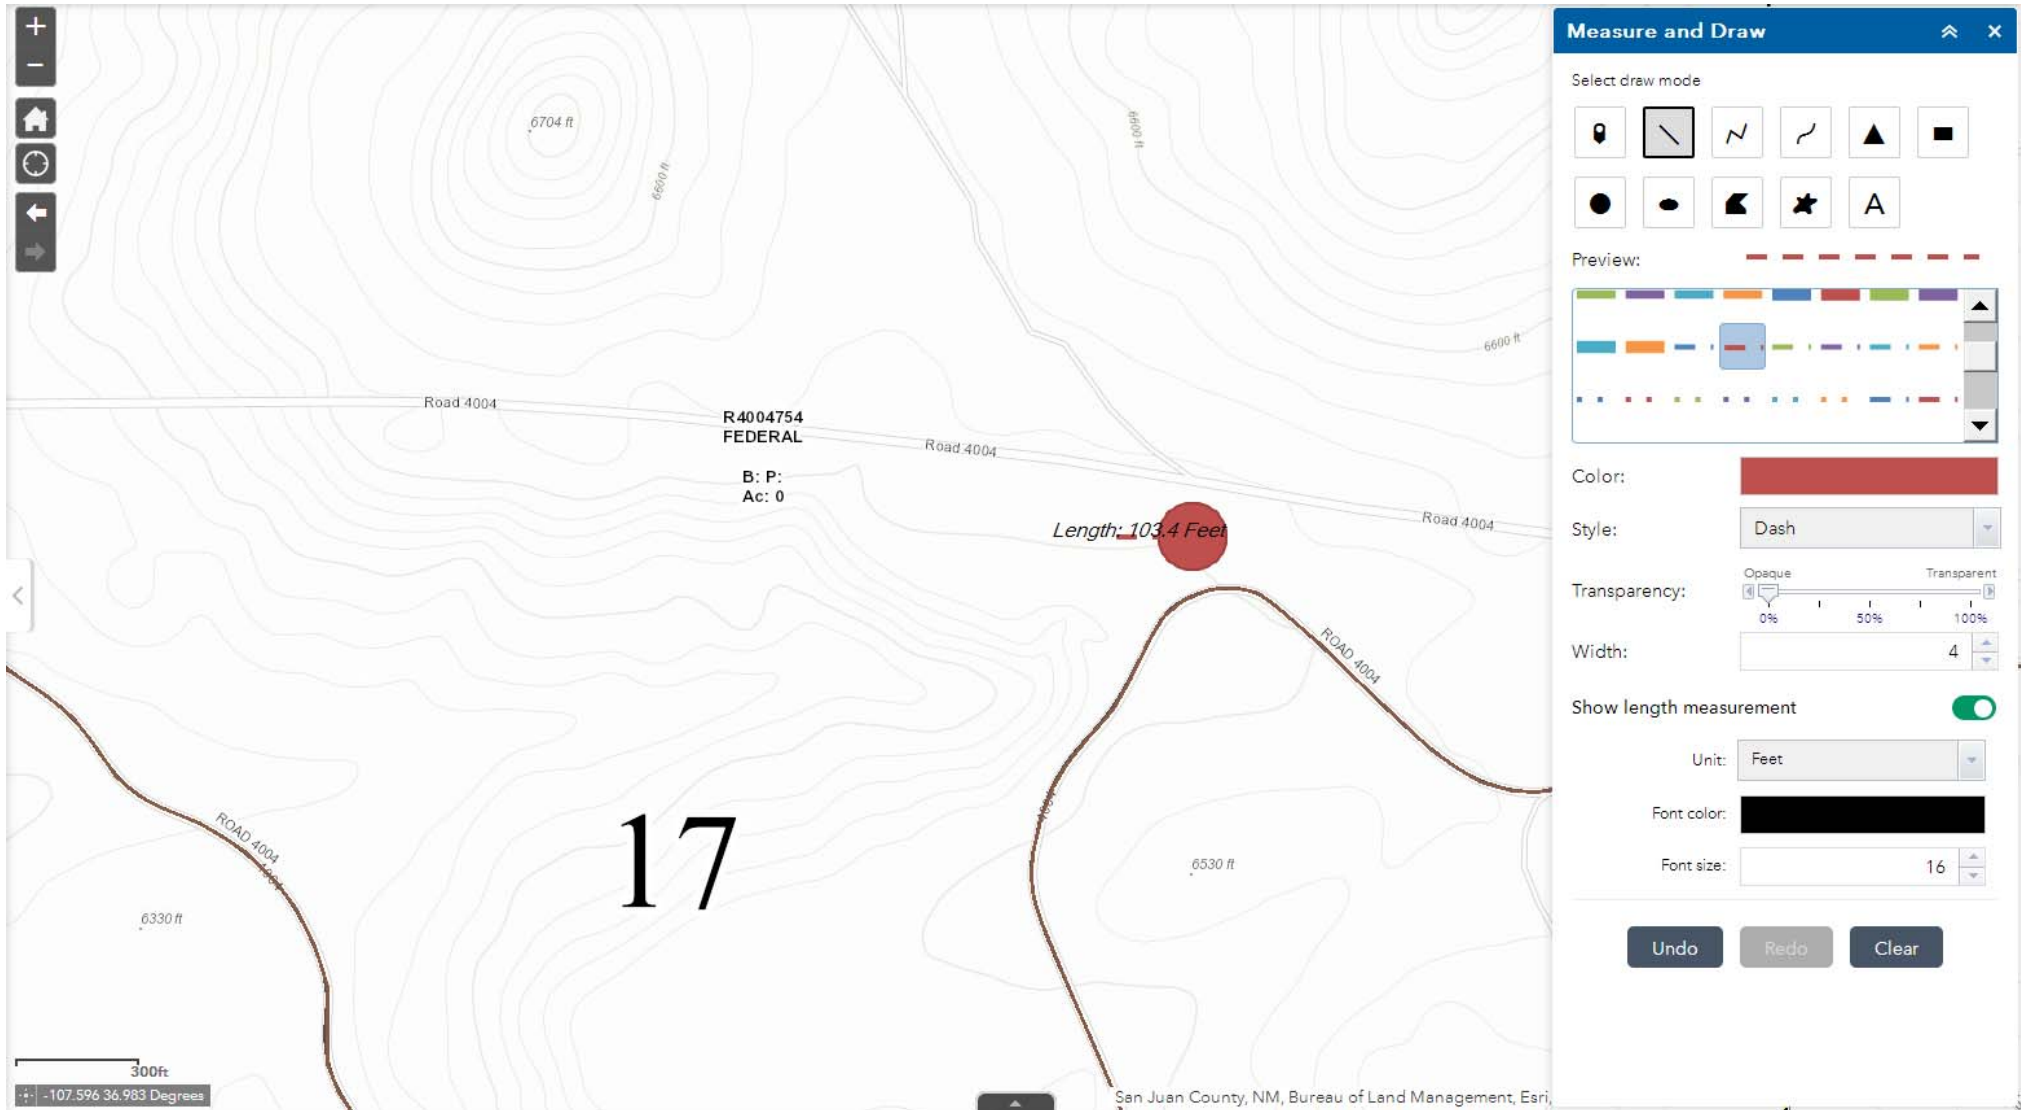 Measure and Draw
Select draw mode
A
Preview:
Color:
Style:
Dash
Opaque
Transparent
Transparency:
0%
50%
100%
Width:
4
Show length measurement
Unit:
Feet
Font color:
Font size:
16
Undo
Redo
Clear
6704 ft
6600 ft
6600 ft
6600 ft
Road 4004
R4004754
FEDERAL
Road 4004
B: P:
Ac: 0
Road 4004
Length: 103.4 Feet
ROAD 4004
4004
17
ROAD 4004
4004
6530 ft
6330 ft
300ft
-107.596 36.983 Degrees
San Juan County, NM, Bureau of Land Management, Esri,